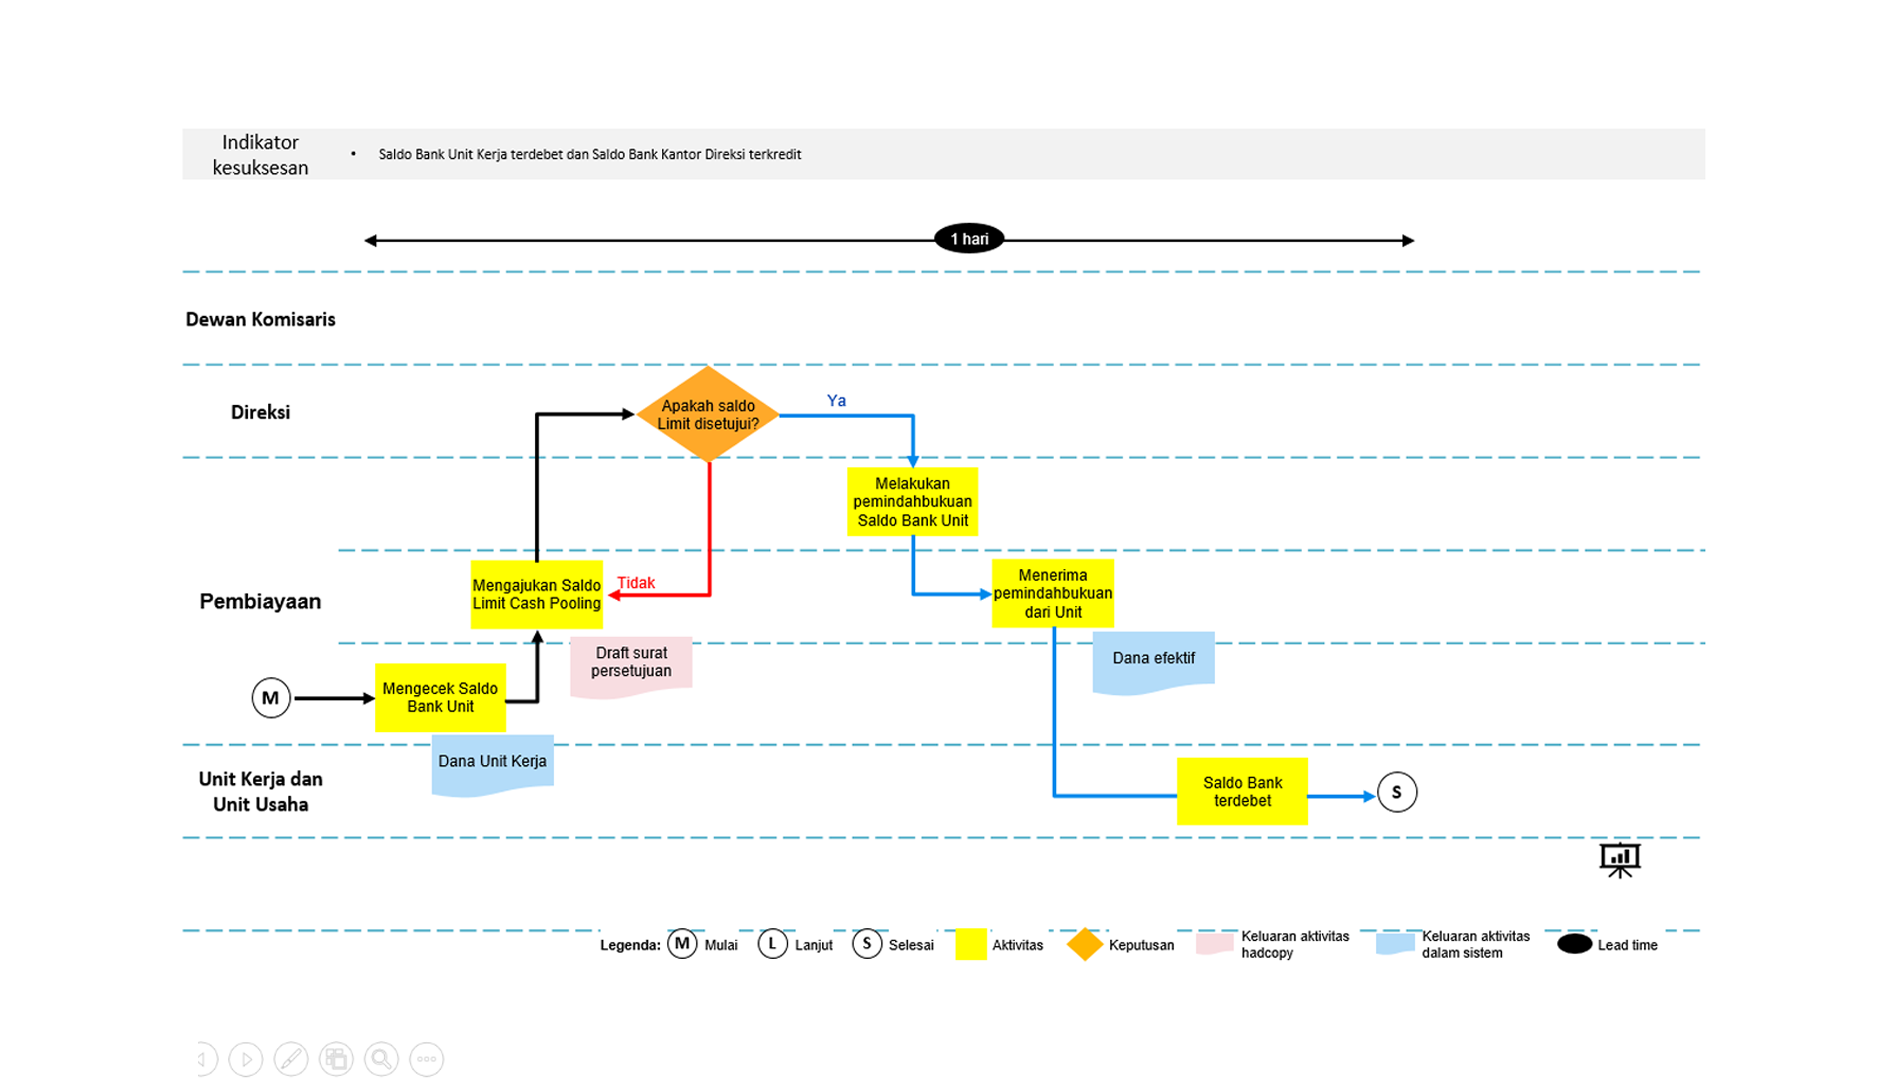 Indikator
kesuksesan
• Saldo Bank Unit Kerja terdebet dan Saldo Bank Kantor Direksi terkredit
1 hari
Dewan Komisaris
Direksi
Apakah saldo
Limit disetujui?
Ya
Melakukan
pemindahbukuan
Saldo Bank Unit
Pembiayaan
Mengajukan Saldo
Limit Cash Pooling
Tidak
Menerima
pemindahbukuan
dari Unit
Draft surat
persetujuan
Dana efektif
M
Mengecek Saldo
Bank Unit
Dana Unit Kerja
Unit Kerja dan
Unit Usaha
Saldo Bank
terdebet
S
Legenda: M Mulai L Lanjut S Selesai Aktivitas Keputusan
Keluaran aktivitas
hadcopy
Keluaran aktivitas
dalam sistem
Lead time